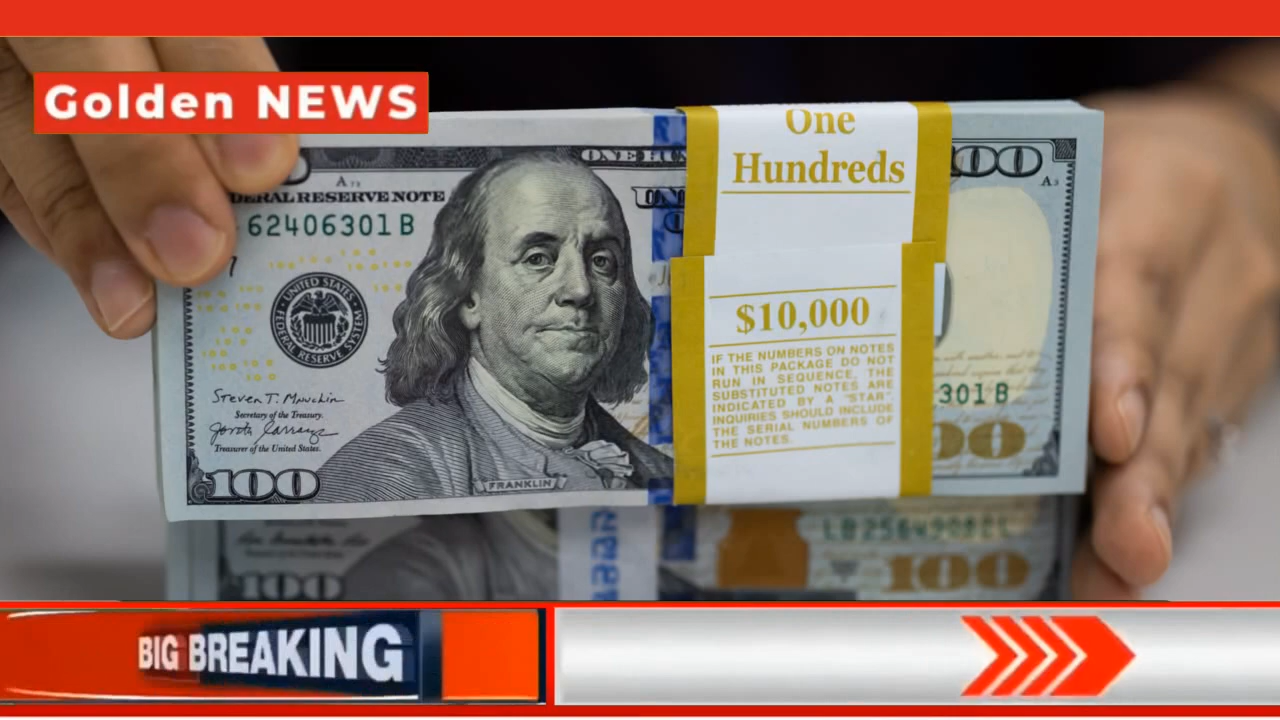 Golden NEWS
One
Hundreds
ONE HUN
100
A
A
FEDERAL RESERVE NOTE
62406301 B
UNITED STATES
FEDERAL RESERVE SYSTEM
$10,000
IF THE NUMBERS ON NOTES
IN THIS PACKAGE DO NOT
RUN IN SEQUENCE, THE
SUBSTITUTED NOTES ARE
INDICATED BY A "STAR".
INQUIRIES SHOULD INCLUDE
THE SERIAL NUMBERS OF
THE NOTES.
301 B
Steven T. Mnuchin
Secretary of the Treasury.
Treasurer of the United States.
100
FRANKLIN
100
100
BIG BREAKING